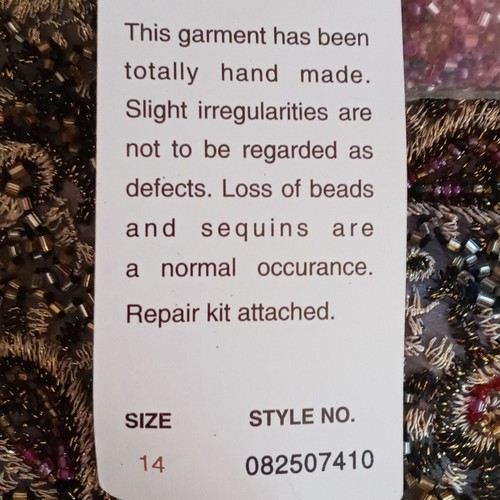 This garment has been
totally hand made.
Slight irregularities are
not to be regarded as
defects. Loss of beads
and sequins are
a normal occurance.
Repair kit attached.
SIZE STYLE NO.
14 082507410